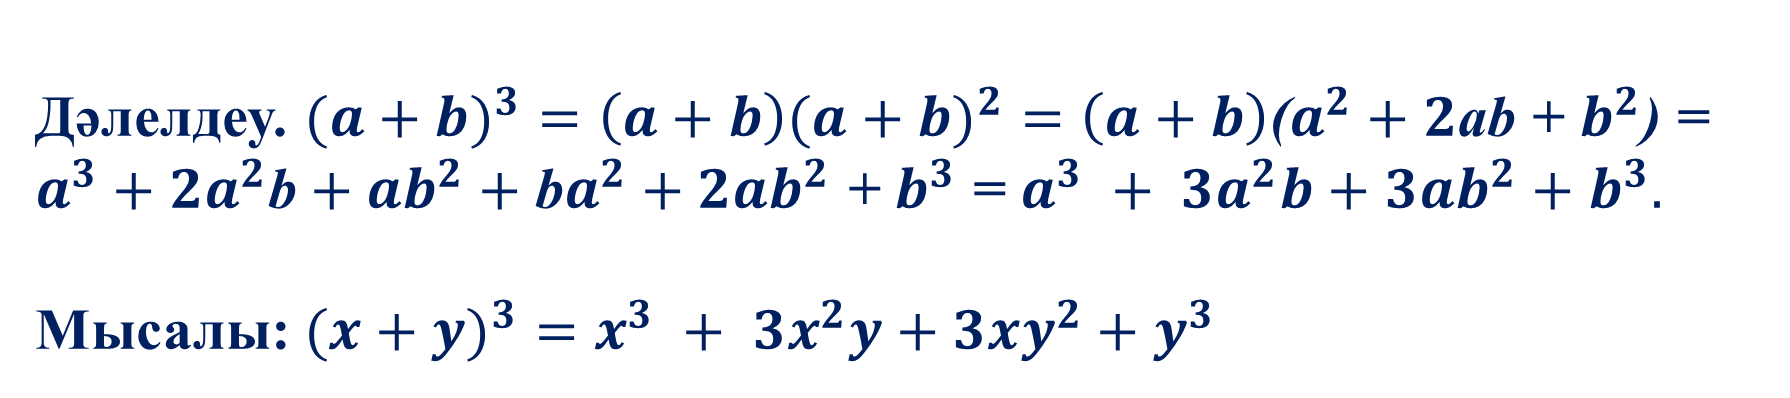 Дәлелдеу. (a + b)³ = (a + b)(a + b)² = (a + b)(a² + 2ab + b²) =
a³ + 2a²b + ab² + ba² + 2ab² + b³ = a³ + 3a²b + 3ab² + b³.
Мысалы: (x + y)³ = x³ + 3x²y + 3xy² + y³